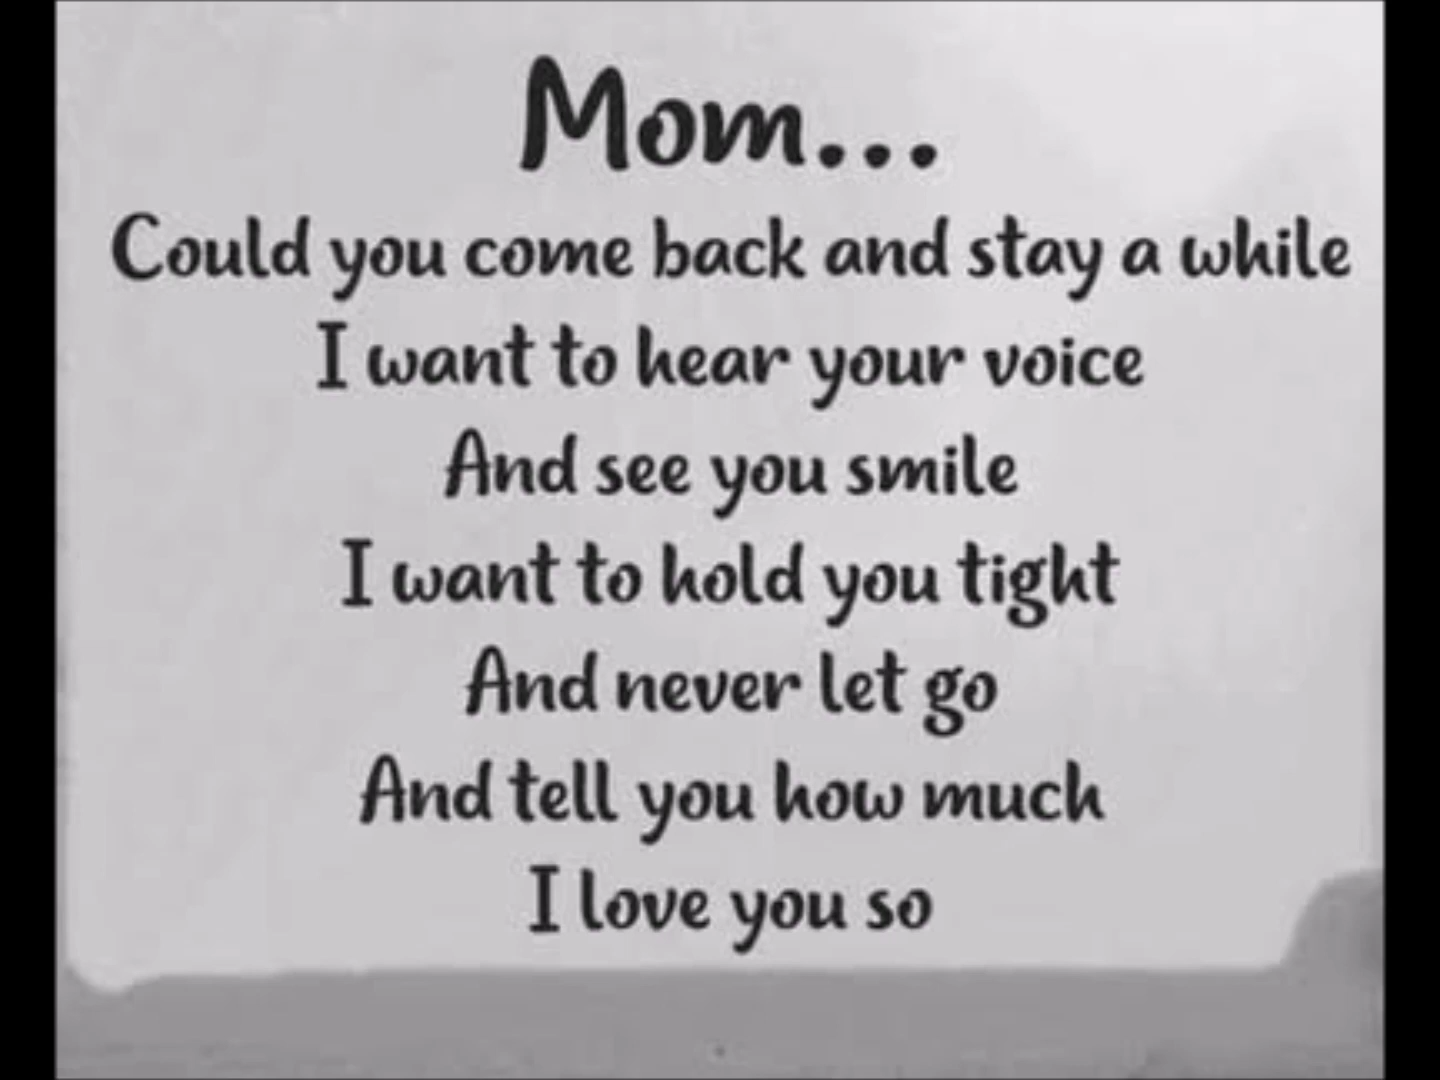 Mom...
Could you come back and stay a while
I want to hear your voice
And see you smile
I want to hold you tight
And never let go
And tell you how much
I love you so